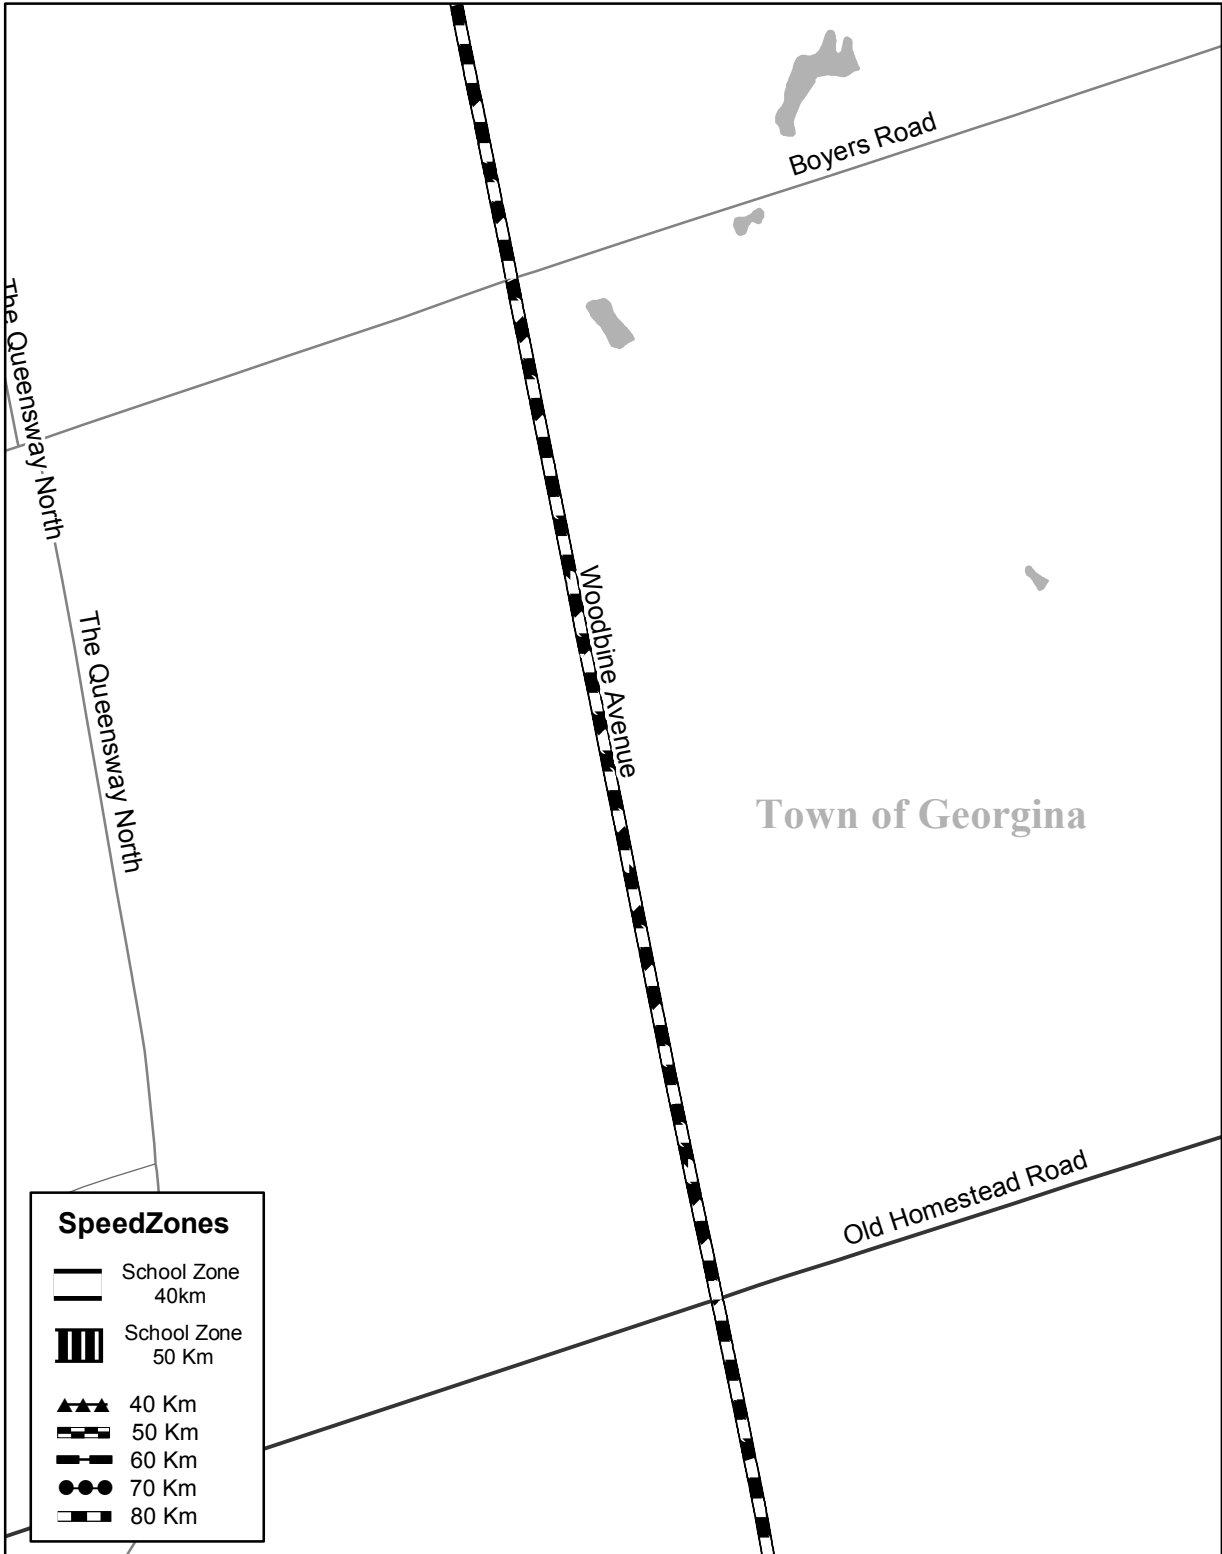 Boyers Road
The Queensway North
Woodbine Avenue
The Queensway North
Town of Georgina
Old Homestead Road
SpeedZones
School Zone
40km
School Zone
50 Km
40 Km
50 Km
60 Km
70 Km
80 Km